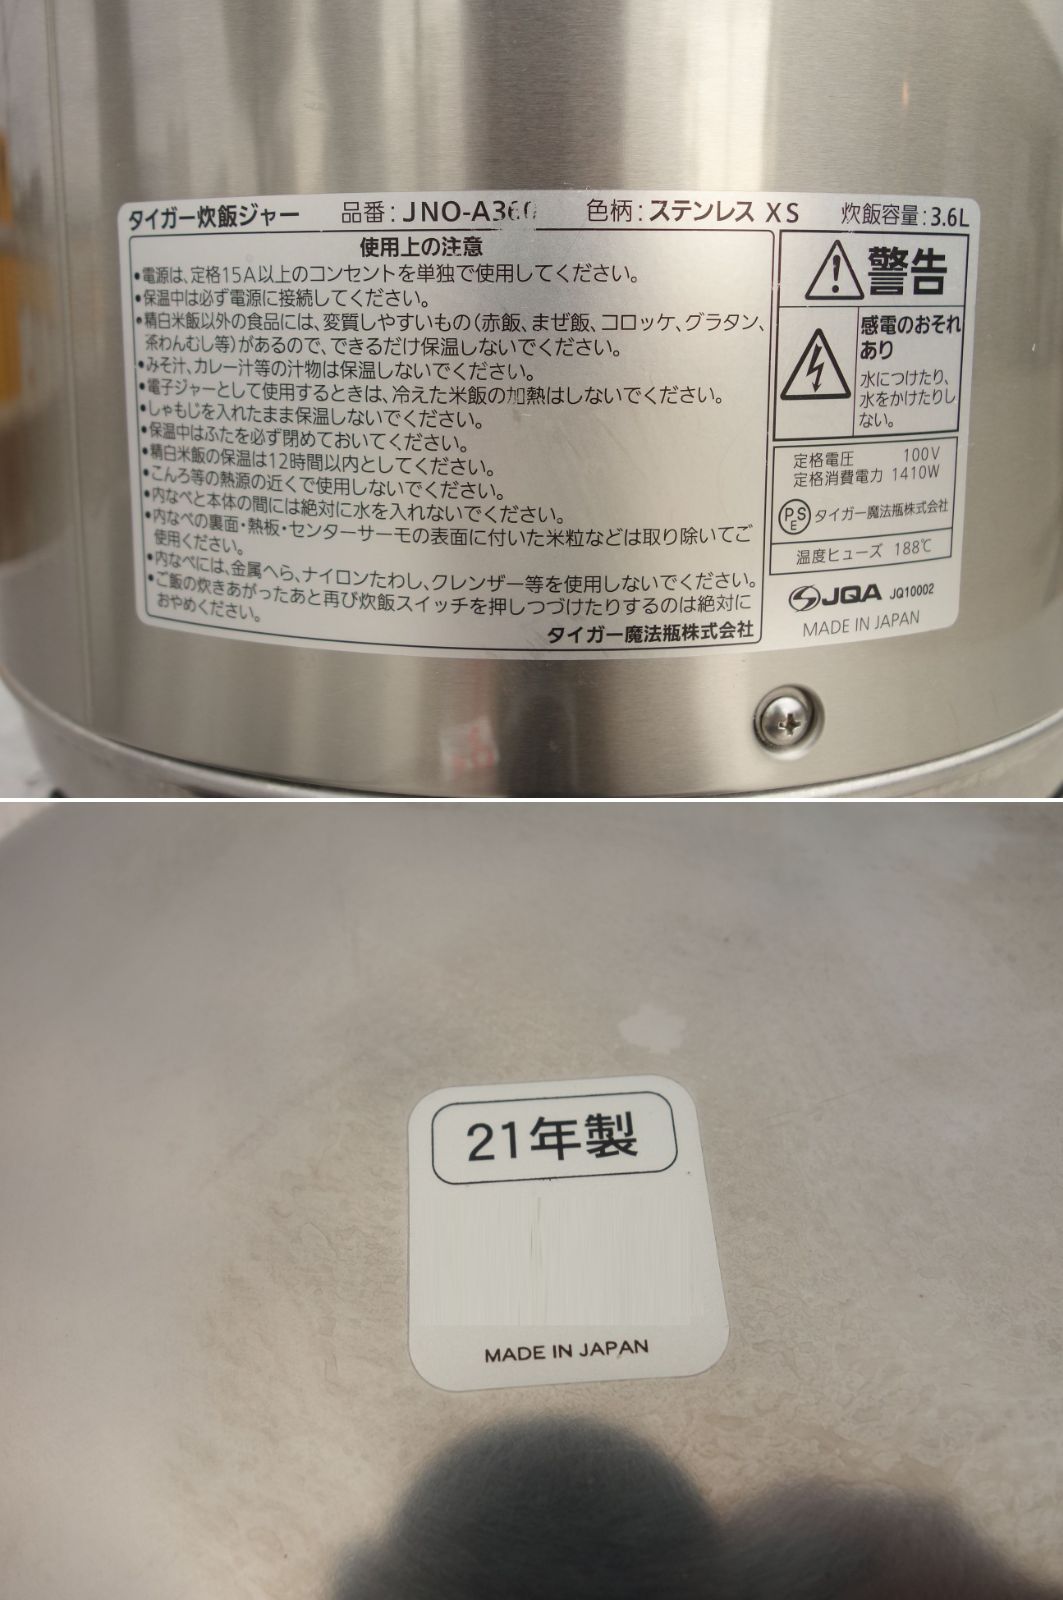 タイガー炊飯ジャー 品番：JNO-A360 色柄：ステンレス XS 炊飯容量：3.6L
使用上の注意
•電源は、定格15A以上のコンセントを単独で使用してください。
•保温中は必ず電源に接続してください。
•精白米飯以外の食品には、変質しやすいもの（赤飯、まぜ飯、コロッケ、グラタン、
茶わんむし等）があるので、できるだけ保温しないでください。
•みそ汁、カレー汁等の汁物は保温しないでください。
•電子ジャーとして使用するときは、冷えた米飯の加熱はしないでください。
•しゃもじを入れたまま保温しないでください。
•保温中はふたを必ず閉めておいてください。
•精白米飯の保温は12時間以内としてください。
•こんろ等の熱源の近くで使用しないでください。
•内なべと本体の間には絶対に水を入れないでください。
•内なべの裏面・熱板・センターサーモの表面に付いた米粒などは取り除いてご
使用ください。
•内なべには、金属へら、ナイロンたわし、クレンザー等を使用しないでください。
•ご飯の炊きあがったあと再び炊飯スイッチを押しつづけたりするのは絶対に
おやめください。
タイガー魔法瓶株式会社
警告
感電のおそれ
あり
水につけたり、
水をかけたりし
ない。
定格電圧 100V
定格消費電力 1410W
PSE タイガー魔法瓶株式会社
温度ヒューズ 188℃
JQA JQ10002
MADE IN JAPAN
21年製
MADE IN JAPAN